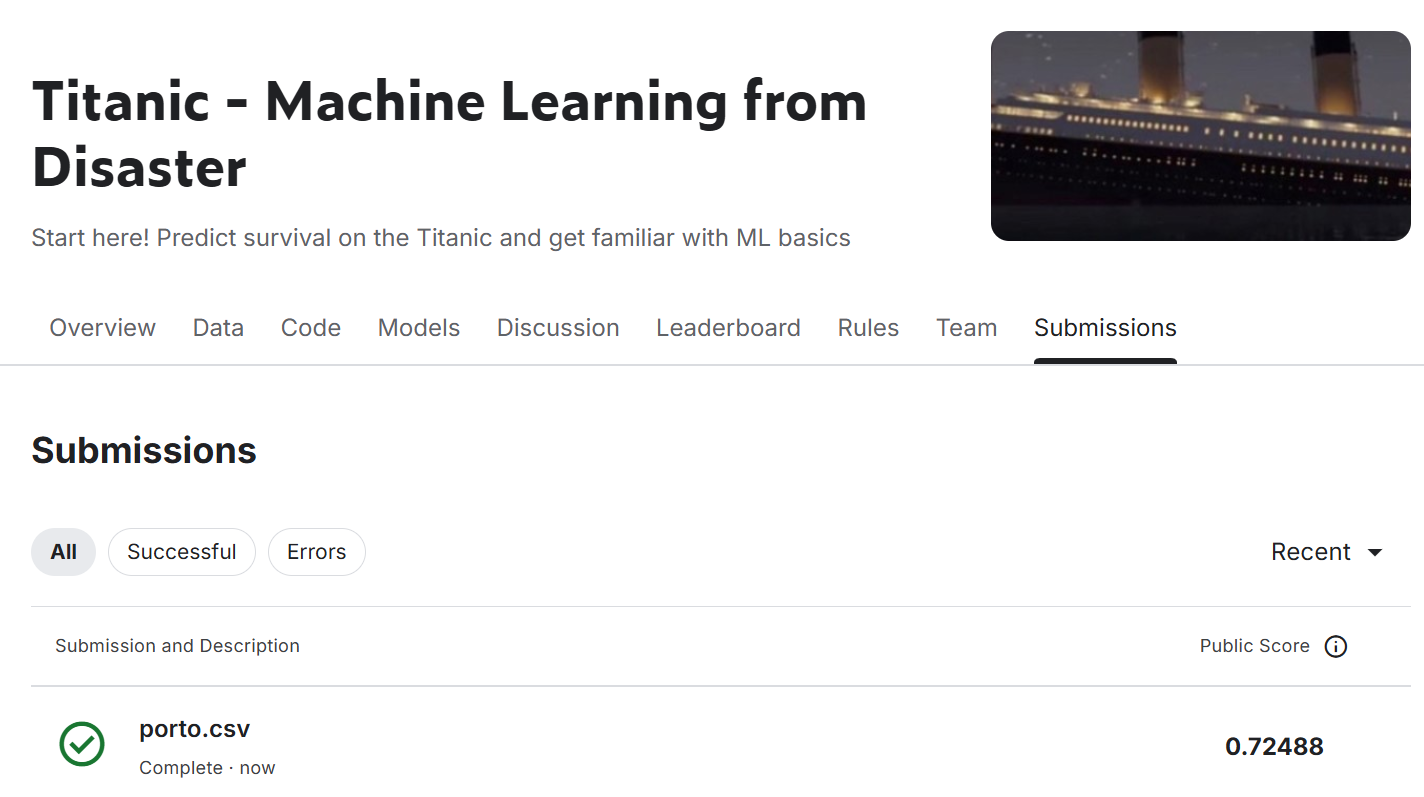 Titanic - Machine Learning from
Disaster
Start here! Predict survival on the Titanic and get familiar with ML basics
Overview Data Code Models Discussion Leaderboard Rules Team Submissions
Submissions
All Successful Errors Recent
Submission and Description Public Score
porto.csv
0.72488
Complete · now